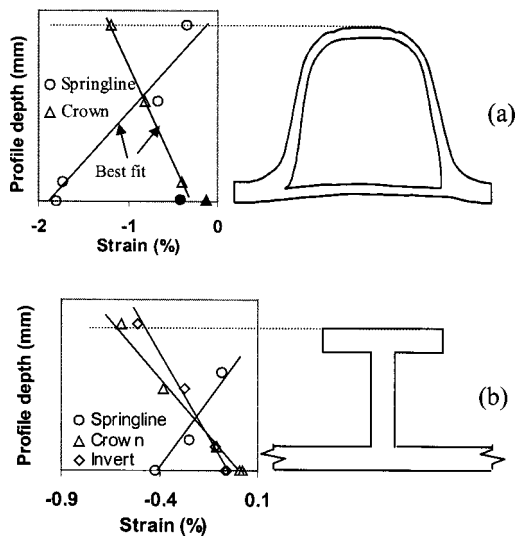 Profile depth (mm)
Springline
Crown
Best fit
-2
-1
0
Strain (%)
(a)
Profile depth (mm)
Springline
Crown
Invert
-0.9
-0.4
0.1
Strain (%)
(b)